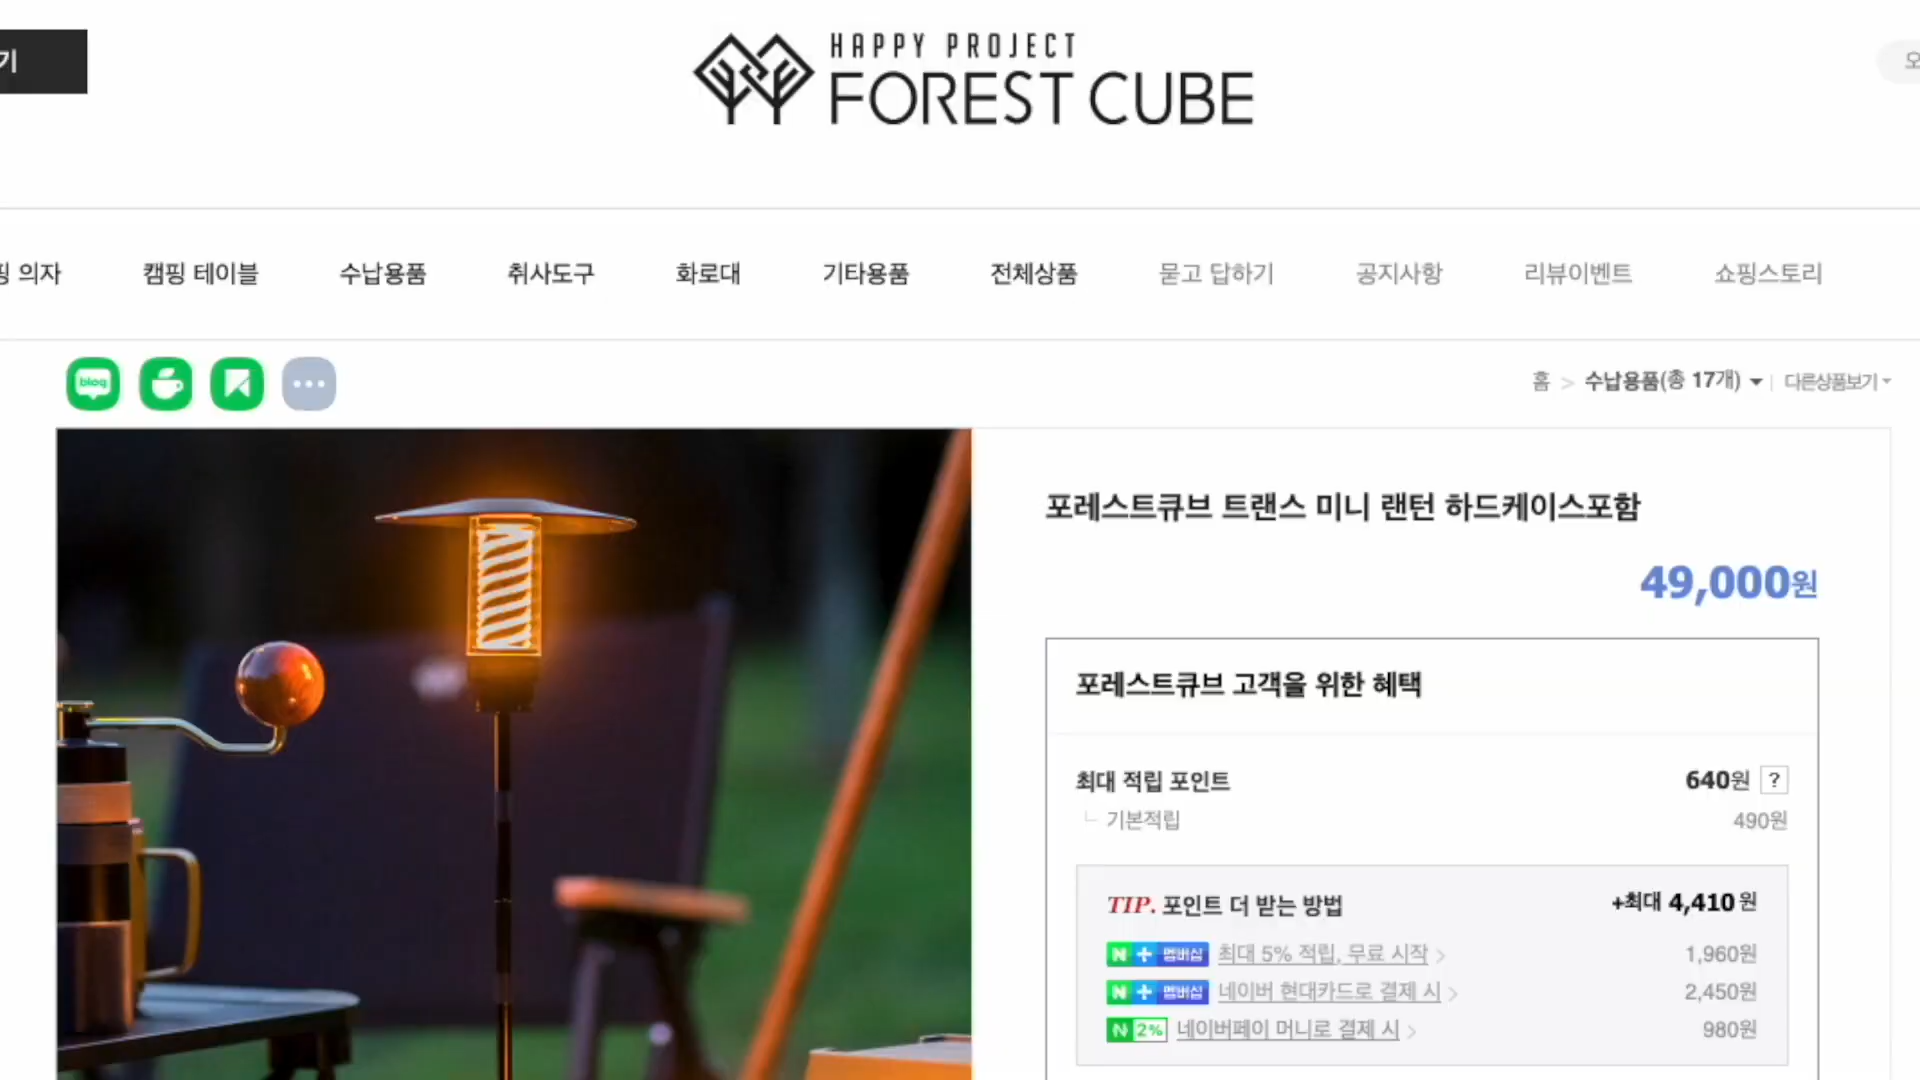 기
HAPPY PROJECT
FOREST CUBE
의자 캠핑 테이블 수납용품 취사도구 화로대 기타용품 전체상품 묻고 답하기 공지사항 리뷰이벤트 쇼핑스토리
blog
홈 > 수납용품(총 17개) | 다른상품보기
포레스트큐브 트랜스 미니 랜턴 하드케이스포함
49,000원
포레스트큐브 고객을 위한 혜택
최대 적립 포인트 640원 ?
기본적립 490원
TIP. 포인트 더 받는 방법 +최대 4,410원
N + 멤버십 최대 5% 적립, 무료 시작 > 1,960원
N + 멤버십 네이버 현대카드로 결제 시 > 2,450원
N 2% 네이버페이 머니로 결제 시 > 980원